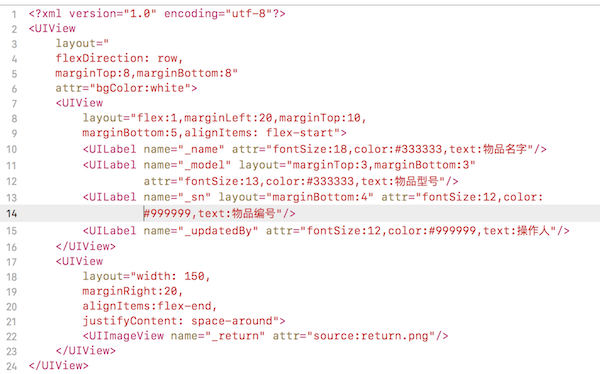 1 <?xml version="1.0" encoding="utf-8"?>
2 <UIView
3 layout="
4 flexDirection: row,
5 marginTop:8,marginBottom:8"
6 attr="bgColor:white">
7 <UIView
8 layout="flex:1,marginLeft:20,marginTop:10,
9 marginBottom:5,alignItems: flex-start">
10 <UILabel name="_name" attr="fontSize:18,color:#333333,text:物品名字"/>
11 <UILabel name="_model" layout="marginTop:3,marginBottom:3"
12 attr="fontSize:13,color:#333333,text:物品型号"/>
13 <UILabel name="_sn" layout="marginBottom:4" attr="fontSize:12,color:
14 #999999,text:物品编号"/>
15 <UILabel name="_updatedBy" attr="fontSize:12,color:#999999,text:操作人"/>
16 </UIView>
17 <UIView
18 layout="width: 150,
19 marginRight:20,
20 alignItems:flex-end,
21 justifyContent: space-around">
22 <UIImageView name="_return" attr="source:return.png"/>
23 </UIView>
24 </UIView>